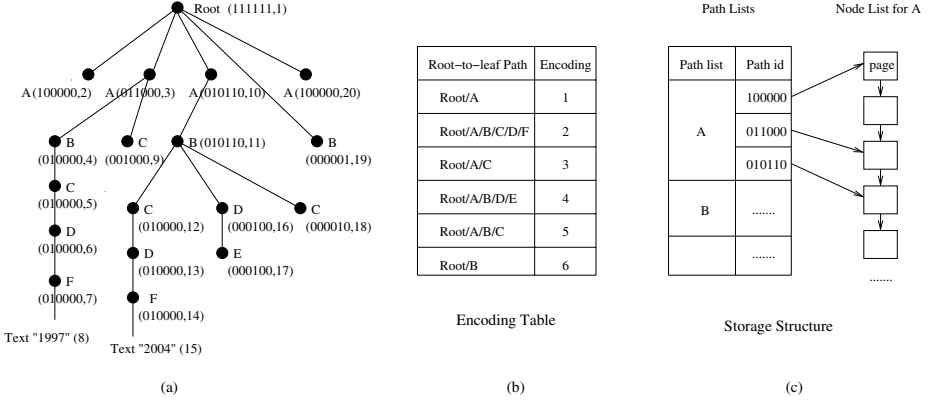 Root (111111,1)
A(100000,2)
A(011000,3)
A(010110,10)
A(100000,20)
B
(010000,4)
C
(001000,9)
B(010110,11)
B
(000001,19)
C
(010000,5)
C
(010000,12)
D
(000100,16)
C
(000010,18)
D
(010000,6)
D
(010000,13)
E
(000100,17)
F
(010000,7)
F
(010000,14)
Text "1997" (8)
Text "2004" (15)
(a)
Root-to-leaf Path Encoding
Root/A 1
Root/A/B/C/D/F 2
Root/A/C 3
Root/A/B/D/E 4
Root/A/B/C 5
Root/B 6
Encoding Table
(b)
Path Lists
Node List for A
Path list Path id
page
100000
A 011000
010110
B .......
.......
.......
Storage Structure
(c)